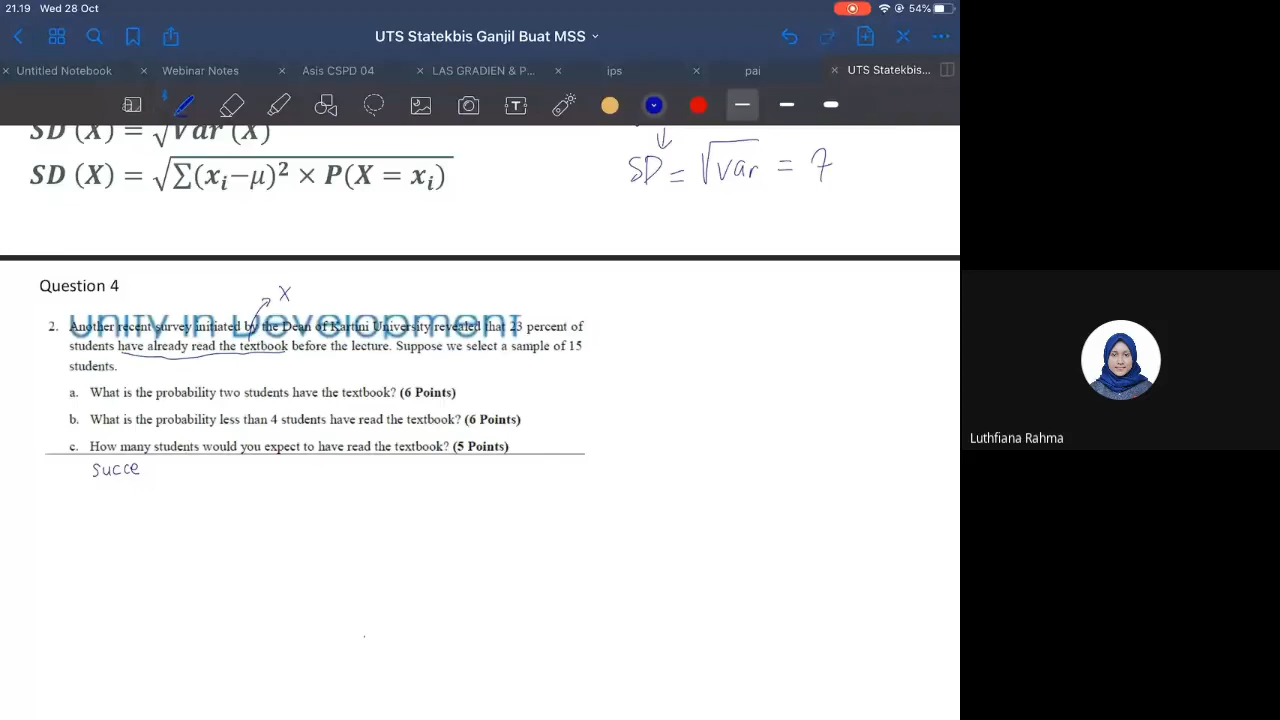 21.19 Wed 28 Oct
54%
UTS Statekbis Ganjil Buat MSS
Untitled Notebook
Webinar Notes
Asis CSPD 04
LAS GRADIEN & P...
ips
pai
UTS Statekbis...
SD (X) = √Var (X)
SD (X) = √∑(xᵢ−μ)² × P(X = xᵢ)
SD = √var = 7
Question 4
X
Unity in Development
2. Another recent survey initiated by the Dean of Kartini University revealed that 23 percent of
students have already read the textbook before the lecture. Suppose we select a sample of 15
students.
a. What is the probability two students have the textbook? (6 Points)
b. What is the probability less than 4 students have read the textbook? (6 Points)
c. How many students would you expect to have read the textbook? (5 Points)
succe
Luthfiana Rahma